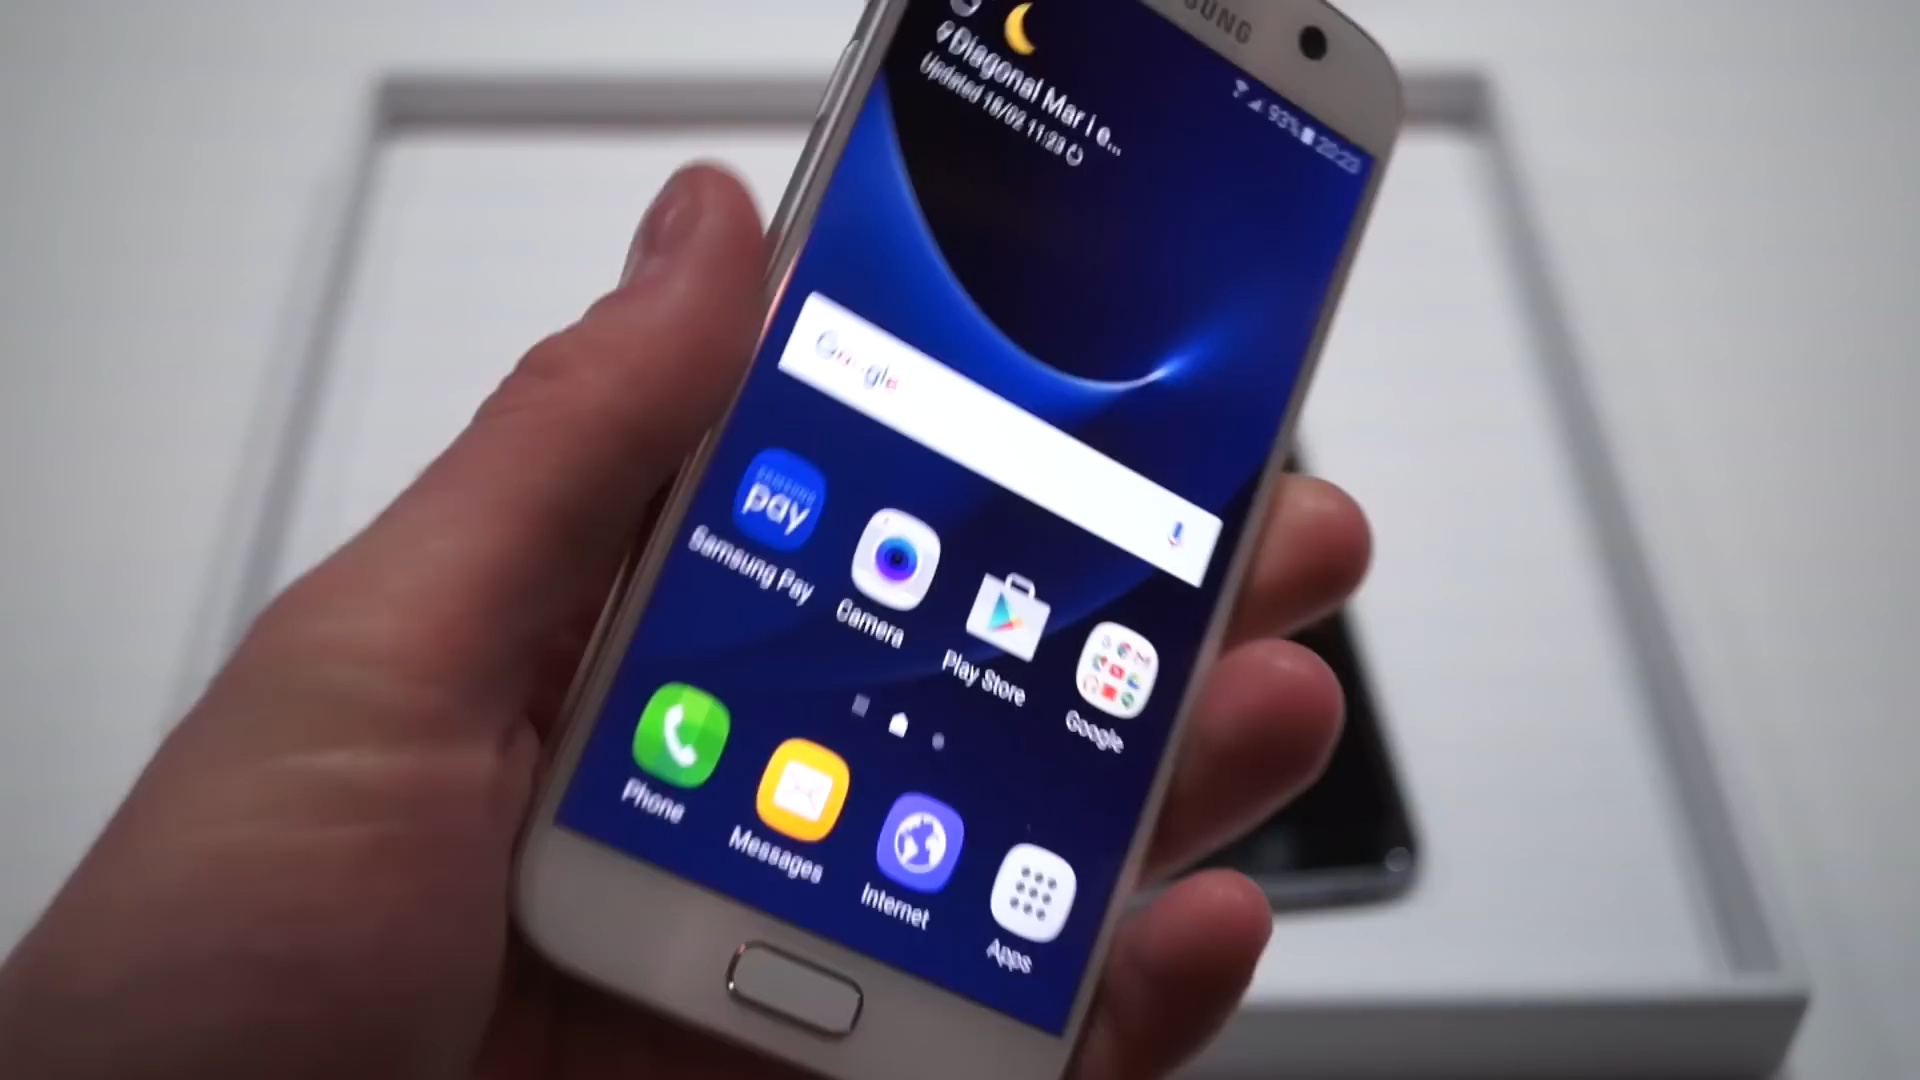 SUNG
Diagonal Mar i e...
Updated 18/02 11:23
93% 20:23
Google
SAMSUNG
pay
Samsung Pay
Camera
Play Store
Google
Phone
Messages
Internet
Apps